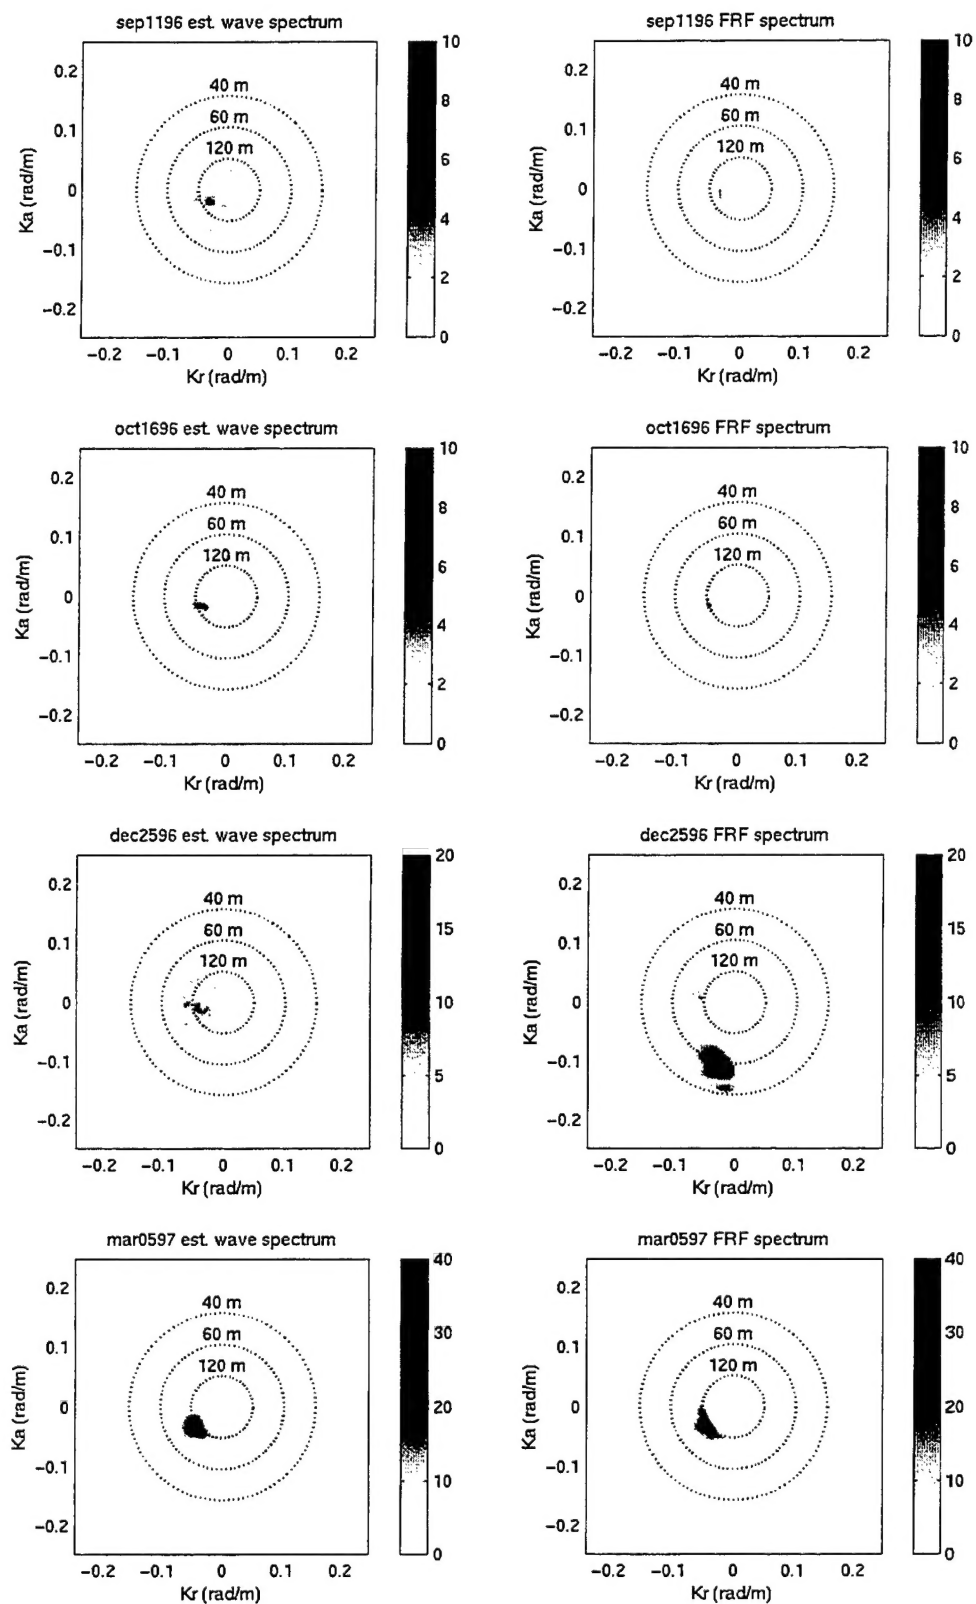 sep1196 est. wave spectrum
sep1196 FRF spectrum
0.2
0.1
0
−0.1
−0.2
Ka (rad/m)
40 m
60 m
120 m
−0.2
−0.1
0
0.1
0.2
Kr (rad/m)
10
8
6
4
2
0
0.2
0.1
0
−0.1
−0.2
Ka (rad/m)
40 m
60 m
120 m
−0.2
−0.1
0
0.1
0.2
Kr (rad/m)
10
8
6
4
2
0
oct1696 est. wave spectrum
oct1696 FRF spectrum
0.2
0.1
0
−0.1
−0.2
Ka (rad/m)
40 m
60 m
120 m
−0.2
−0.1
0
0.1
0.2
Kr (rad/m)
10
8
6
4
2
0
0.2
0.1
0
−0.1
−0.2
Ka (rad/m)
40 m
60 m
120 m
−0.2
−0.1
0
0.1
0.2
Kr (rad/m)
10
8
6
4
2
0
dec2596 est. wave spectrum
dec2596 FRF spectrum
0.2
0.1
0
−0.1
−0.2
Ka (rad/m)
40 m
60 m
120 m
−0.2
−0.1
0
0.1
0.2
Kr (rad/m)
20
15
10
5
0
0.2
0.1
0
−0.1
−0.2
Ka (rad/m)
40 m
60 m
120 m
−0.2
−0.1
0
0.1
0.2
Kr (rad/m)
20
15
10
5
0
mar0597 est. wave spectrum
mar0597 FRF spectrum
0.2
0.1
0
−0.1
−0.2
Ka (rad/m)
40 m
60 m
120 m
−0.2
−0.1
0
0.1
0.2
Kr (rad/m)
40
30
20
10
0
0.2
0.1
0
−0.1
−0.2
Ka (rad/m)
40 m
60 m
120 m
−0.2
−0.1
0
0.1
0.2
Kr (rad/m)
40
30
20
10
0